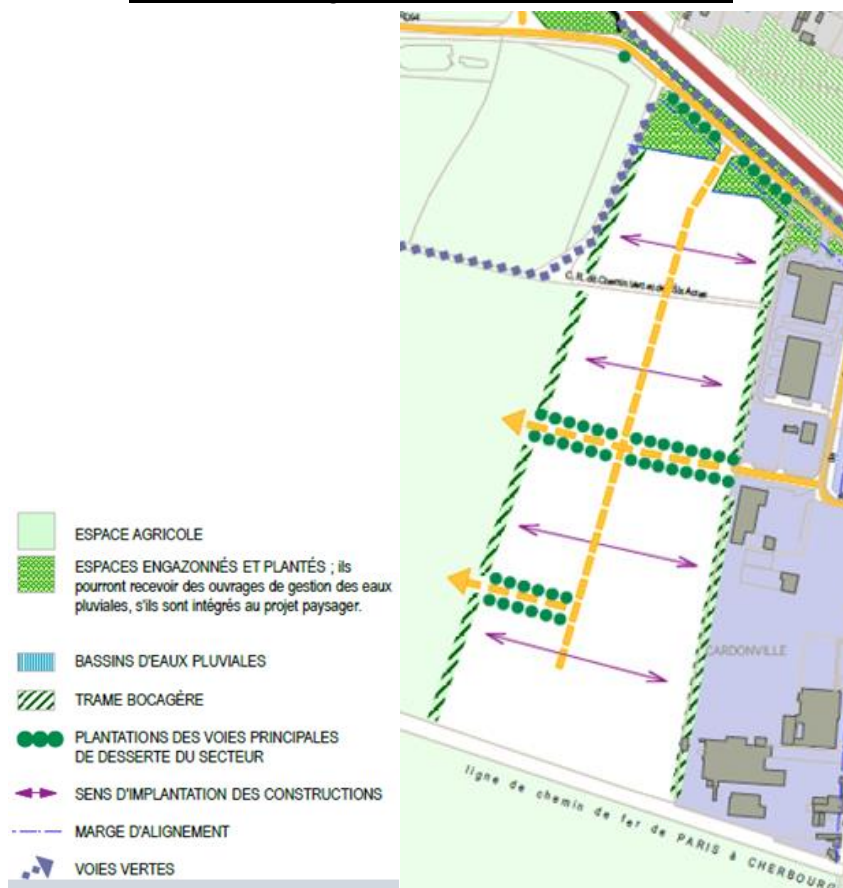 ESPACE AGRICOLE
ESPACES ENGAZONNÉS ET PLANTÉS ; ils
pourront recevoir des ouvrages de gestion des eaux
pluviales, s'ils sont intégrés au projet paysager.
BASSINS D'EAUX PLUVIALES
TRAME BOCAGÈRE
PLANTATIONS DES VOIES PRINCIPALES
DE DESSERTE DU SECTEUR
SENS D'IMPLANTATION DES CONSTRUCTIONS
MARGE D'ALIGNEMENT
VOIES VERTES
CARDONVILLE
ligne de chemin de fer de PARIS à CHERBOURG